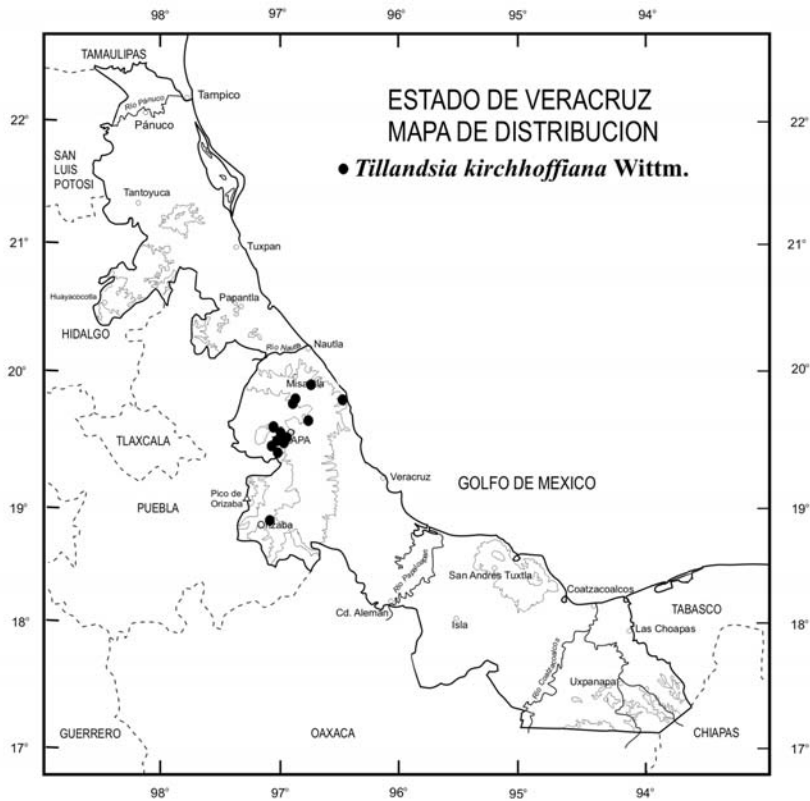 98° 97° 96° 95° 94°
TAMAULIPAS
Río Pánuco
Tampico
Pánuco
22° 22°
ESTADO DE VERACRUZ
MAPA DE DISTRIBUCION
Tillandsia kirchhoffiana Wittm.
SAN
LUIS
POTOSI
Tantoyuca
21° 21°
Tuxpan
Huayacocotla
Papantla
HIDALGO
Río Nautla
Nautla
20° 20°
TLAXCALA
Veracruz
GOLFO DE MEXICO
Pico de
Orizaba
PUEBLA
19° 19°
Orizaba
Río Papaloapan
San Andrés Tuxtla
Coatzacoalcos
TABASCO
Cd. Alemán
18° 18°
Isla
Las Choapas
Río Coatzacoalcos
Uxpanapa
GUERRERO
OAXACA
CHIAPAS
17° 17°
98° 97° 96° 95° 94°